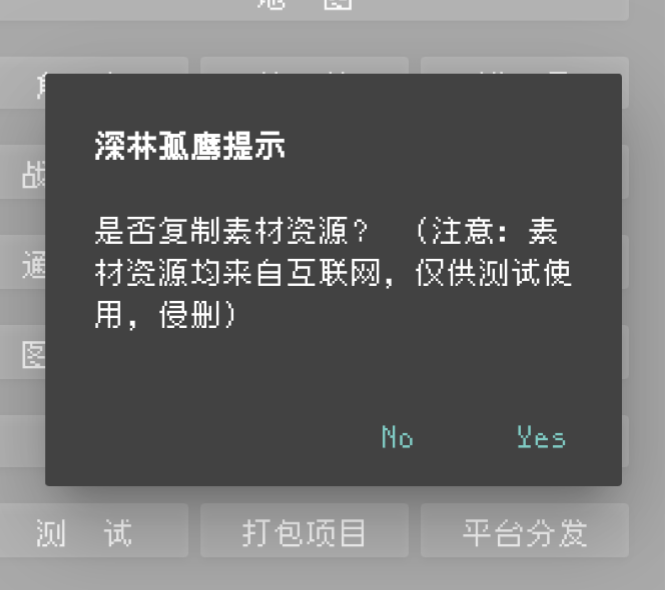 地 图
深林孤鹰提示
是否复制素材资源？ （注意：素
材资源均来自互联网，仅供测试使
用，侵删）
战
通
图
No Yes
测 试 打包项目 平台分发